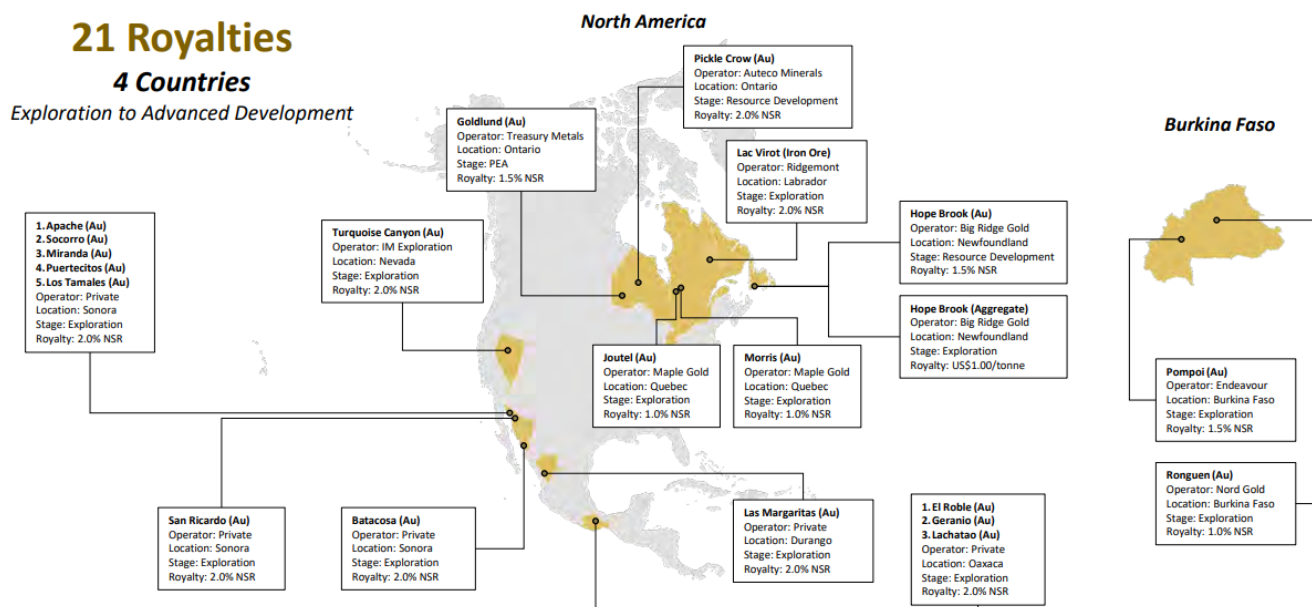 21 Royalties
4 Countries
Exploration to Advanced Development
North America
Burkina Faso
Pickle Crow (Au)
Operator: Auteco Minerals
Location: Ontario
Stage: Resource Development
Royalty: 2.0% NSR
Goldlund (Au)
Operator: Treasury Metals
Location: Ontario
Stage: PEA
Royalty: 1.5% NSR
Lac Virot (Iron Ore)
Operator: Ridgemont
Location: Labrador
Stage: Exploration
Royalty: 2.0% NSR
1. Apache (Au)
2. Socorro (Au)
3. Miranda (Au)
4. Puertecitos (Au)
5. Los Tamales (Au)
Operator: Private
Location: Sonora
Stage: Exploration
Royalty: 2.0% NSR
Turquoise Canyon (Au)
Operator: IM Exploration
Location: Nevada
Stage: Exploration
Royalty: 2.0% NSR
Hope Brook (Au)
Operator: Big Ridge Gold
Location: Newfoundland
Stage: Resource Development
Royalty: 1.5% NSR
Hope Brook (Aggregate)
Operator: Big Ridge Gold
Location: Newfoundland
Stage: Exploration
Royalty: US$1.00/tonne
Joutel (Au)
Operator: Maple Gold
Location: Quebec
Stage: Exploration
Royalty: 1.0% NSR
Morris (Au)
Operator: Maple Gold
Location: Quebec
Stage: Exploration
Royalty: 1.0% NSR
Pompoi (Au)
Operator: Endeavour
Location: Burkina Faso
Stage: Exploration
Royalty: 1.5% NSR
Ronguen (Au)
Operator: Nord Gold
Location: Burkina Faso
Stage: Exploration
Royalty: 1.0% NSR
San Ricardo (Au)
Operator: Private
Location: Sonora
Stage: Exploration
Royalty: 2.0% NSR
Batacosa (Au)
Operator: Private
Location: Sonora
Stage: Exploration
Royalty: 2.0% NSR
Las Margaritas (Au)
Operator: Private
Location: Durango
Stage: Exploration
Royalty: 2.0% NSR
1. El Roble (Au)
2. Geranio (Au)
3. Lachatao (Au)
Operator: Private
Location: Oaxaca
Stage: Exploration
Royalty: 2.0% NSR